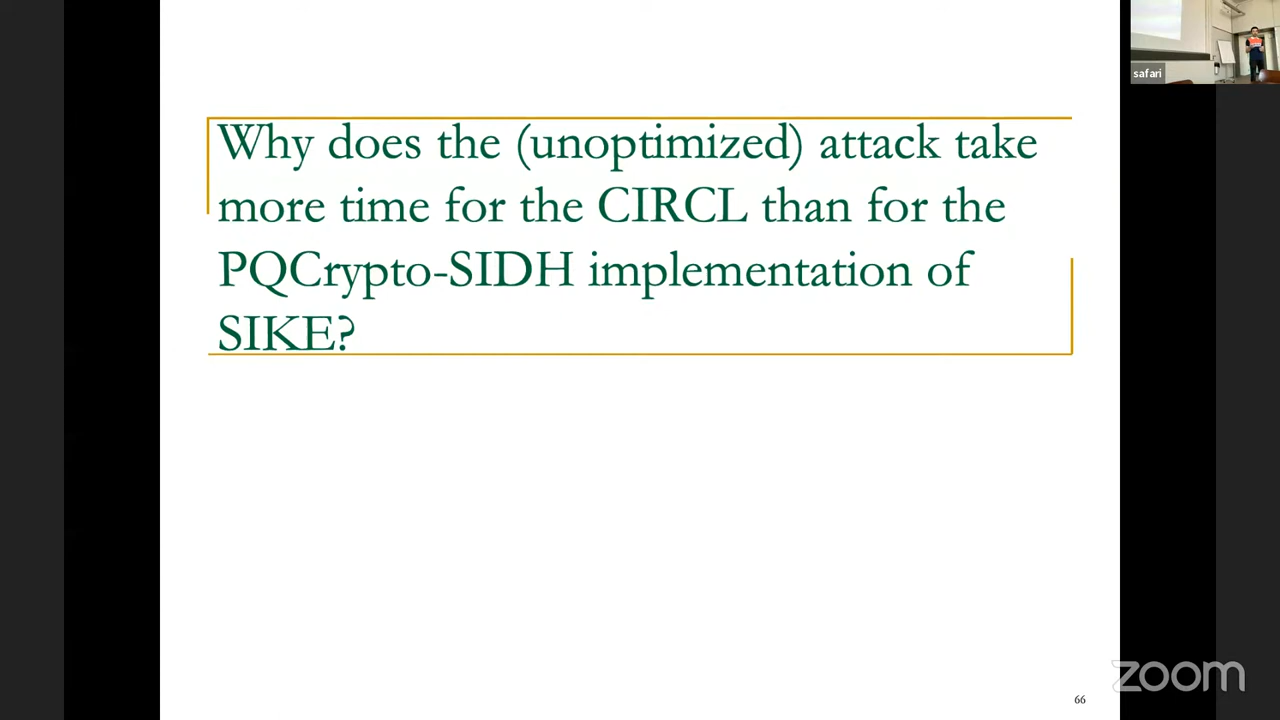 safari
Why does the (unoptimized) attack take
more time for the CIRCL than for the
PQCrypto-SIDH implementation of
SIKE?
66
zoom